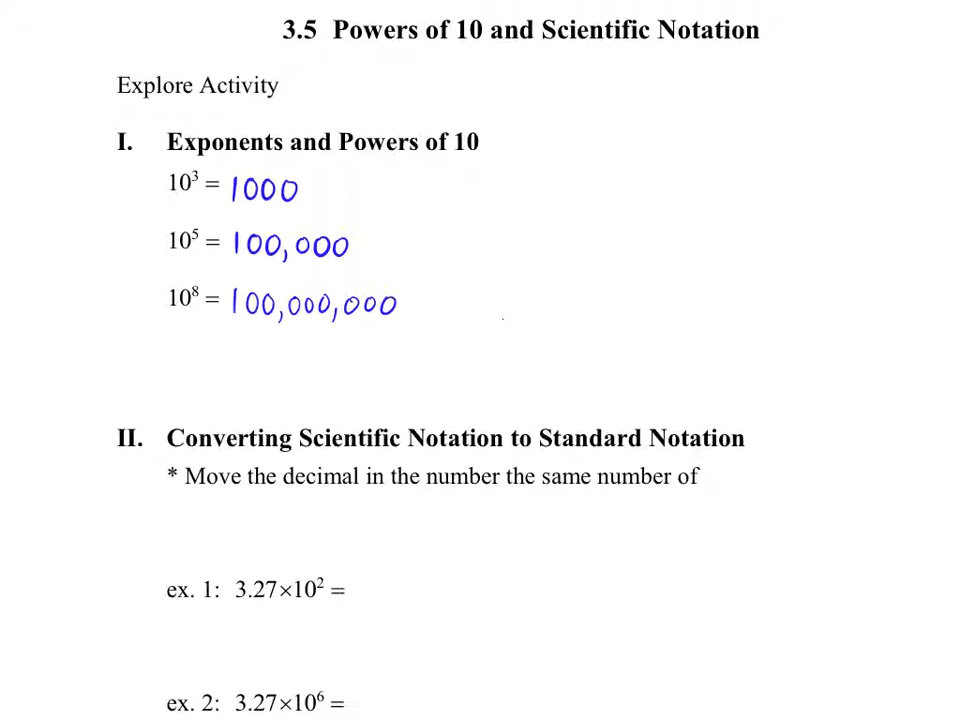 3.5 Powers of 10 and Scientific Notation
Explore Activity
I. Exponents and Powers of 10
10³ = 1000
10⁵ = 100,000
10⁸ = 100,000,000
II. Converting Scientific Notation to Standard Notation
* Move the decimal in the number the same number of
ex. 1: 3.27×10² =
ex. 2: 3.27×10⁶ =